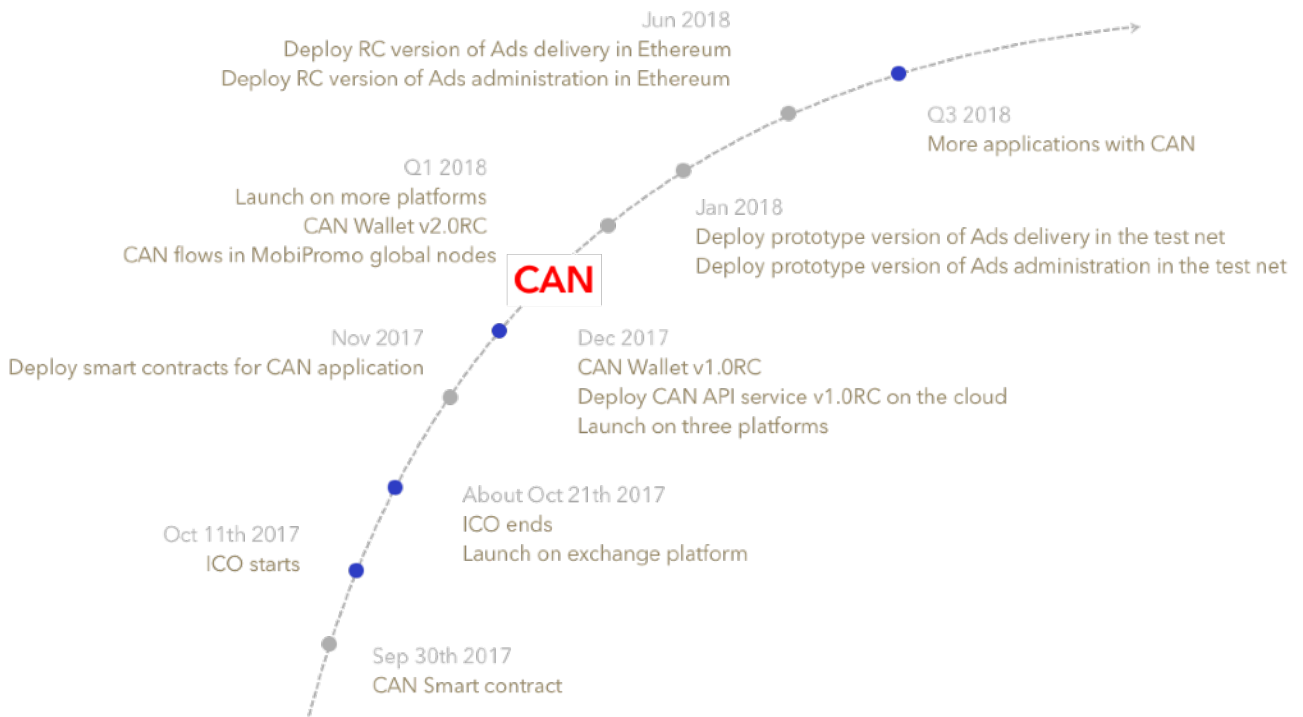 Jun 2018
Deploy RC version of Ads delivery in Ethereum
Deploy RC version of Ads administration in Ethereum
Q3 2018
More applications with CAN
Q1 2018
Launch on more platforms
CAN Wallet v2.0RC
CAN flows in MobiPromo global nodes
Jan 2018
Deploy prototype version of Ads delivery in the test net
Deploy prototype version of Ads administration in the test net
CAN
Nov 2017
Deploy smart contracts for CAN application
Dec 2017
CAN Wallet v1.0RC
Deploy CAN API service v1.0RC on the cloud
Launch on three platforms
About Oct 21th 2017
ICO ends
Launch on exchange platform
Oct 11th 2017
ICO starts
Sep 30th 2017
CAN Smart contract